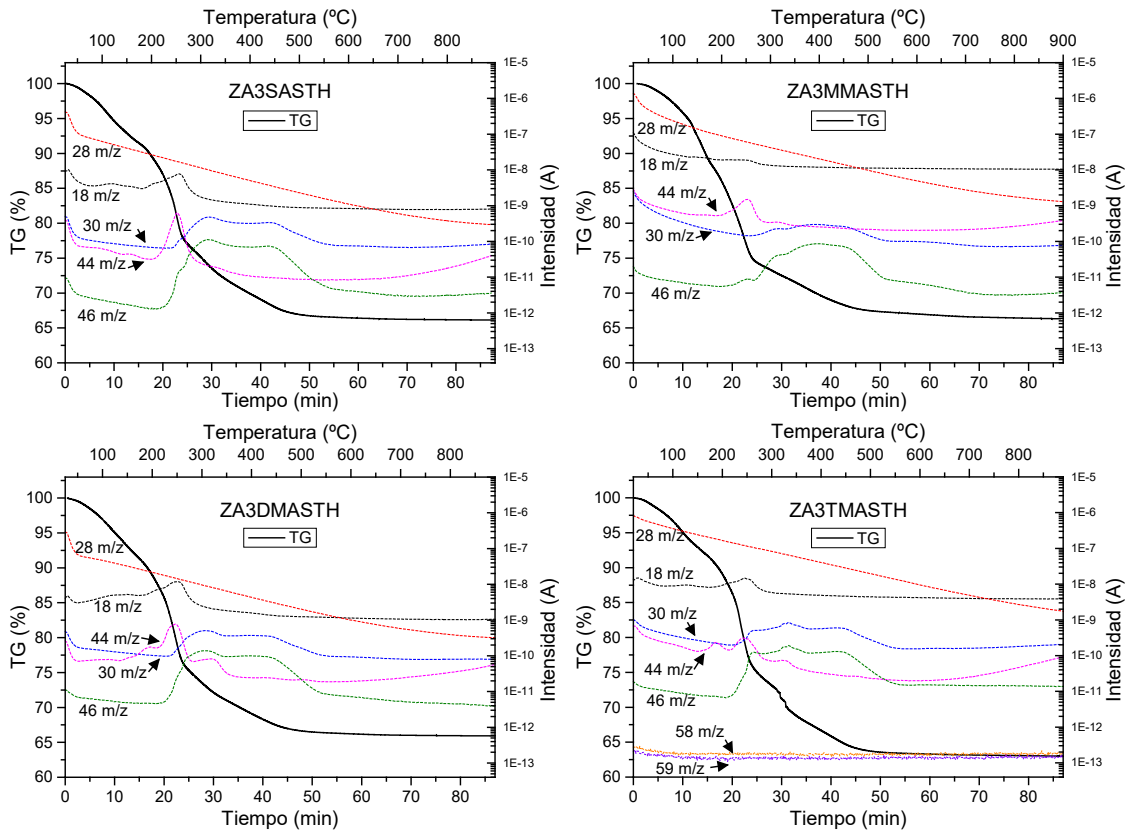 Temperatura (ºC)
100 200 300 400 500 600 700 800
ZA3SASTH
TG
28 m/z
18 m/z
30 m/z
44 m/z
46 m/z
TG (%)
100
95
90
85
80
75
70
65
60
1E-5
1E-6
1E-7
1E-8
1E-9
1E-10
1E-11
1E-12
1E-13
Intensidad (A)
0 10 20 30 40 50 60 70 80
Tiempo (min)
Temperatura (ºC)
100 200 300 400 500 600 700 800 900
ZA3MMASTH
TG
28 m/z
18 m/z
44 m/z
30 m/z
46 m/z
TG (%)
100
95
90
85
80
75
70
65
60
1E-5
1E-6
1E-7
1E-8
1E-9
1E-10
1E-11
1E-12
1E-13
Intensidad (A)
0 10 20 30 40 50 60 70 80
Tiempo (min)
Temperatura (ºC)
100 200 300 400 500 600 700 800
ZA3DMASTH
TG
28 m/z
18 m/z
44 m/z
30 m/z
46 m/z
TG (%)
100
95
90
85
80
75
70
65
60
1E-5
1E-6
1E-7
1E-8
1E-9
1E-10
1E-11
1E-12
1E-13
Intensidad (A)
0 10 20 30 40 50 60 70 80
Tiempo (min)
Temperatura (ºC)
100 200 300 400 500 600 700 800
ZA3TMASTH
TG
28 m/z
18 m/z
30 m/z
44 m/z
46 m/z
58 m/z
59 m/z
TG (%)
100
95
90
85
80
75
70
65
60
1E-5
1E-6
1E-7
1E-8
1E-9
1E-10
1E-11
1E-12
1E-13
Intensidad (A)
0 10 20 30 40 50 60 70 80
Tiempo (min)